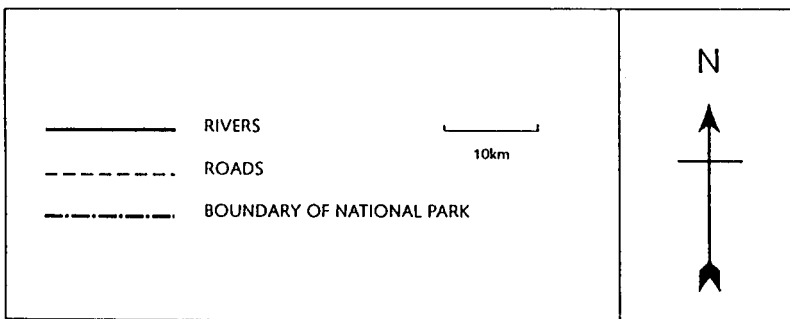 RIVERS
10km
ROADS
BOUNDARY OF NATIONAL PARK
N